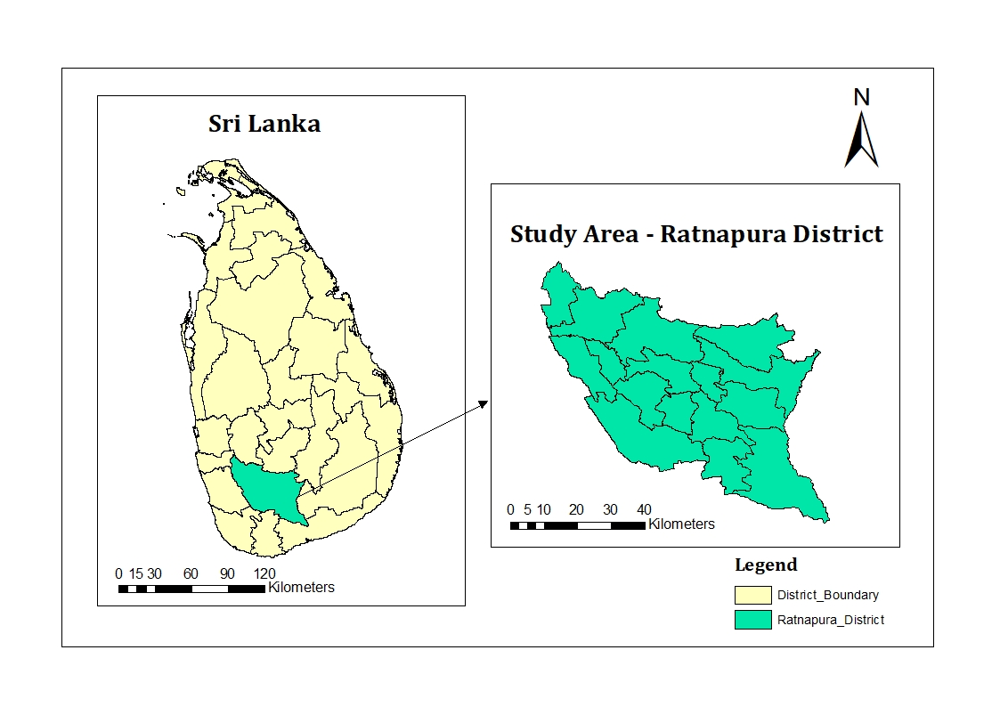 Sri Lanka
0 15 30 60 90 120
Kilometers
N
Study Area - Ratnapura District
0 5 10 20 30 40
Kilometers
Legend
District_Boundary
Ratnapura_District